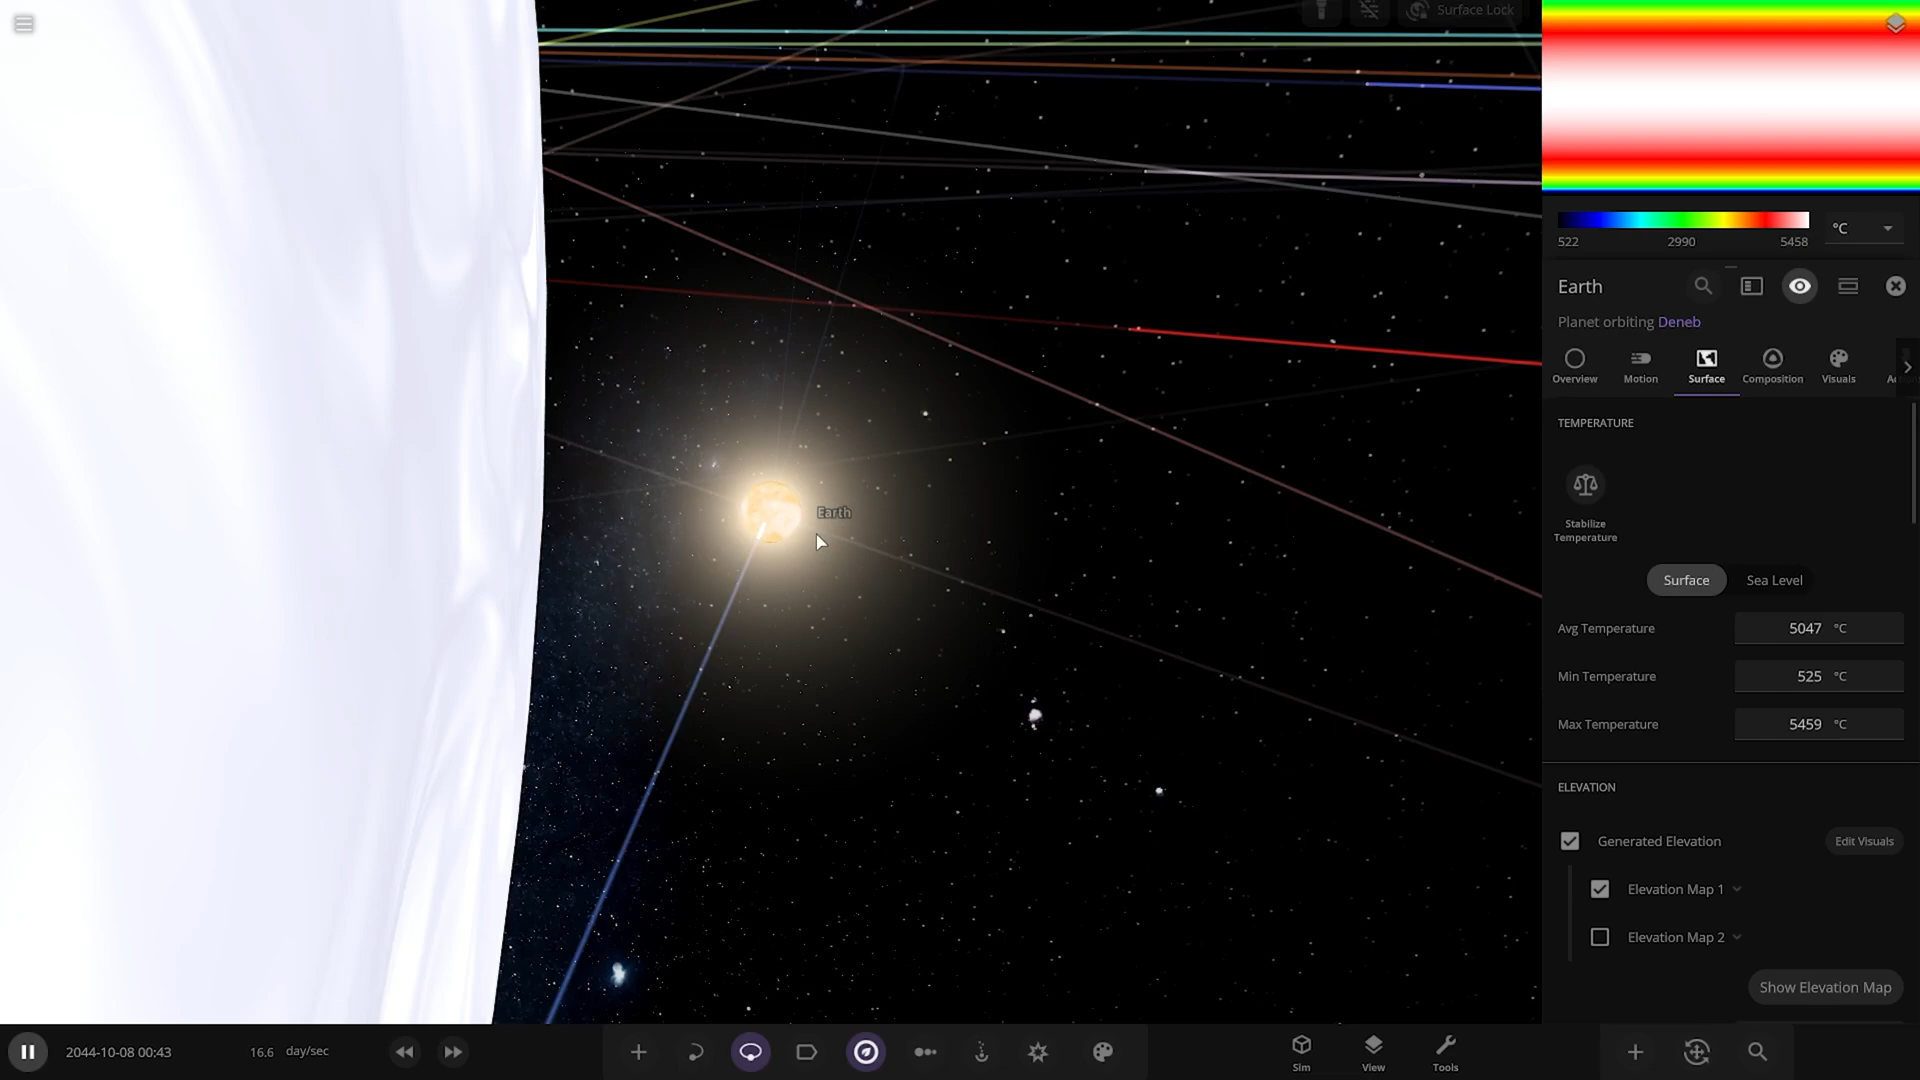 Surface Lock
522 2990 5458
°C
Earth
Planet orbiting Deneb
Overview Motion Surface Composition Visuals
TEMPERATURE
Stabilize
Temperature
Surface Sea Level
Avg Temperature 5047 °C
Min Temperature 525 °C
Max Temperature 5459 °C
ELEVATION
Generated Elevation Edit Visuals
Elevation Map 1
Elevation Map 2
Show Elevation Map
Earth
2044-10-08 00:43 16.6 day/sec
Sim View Tools